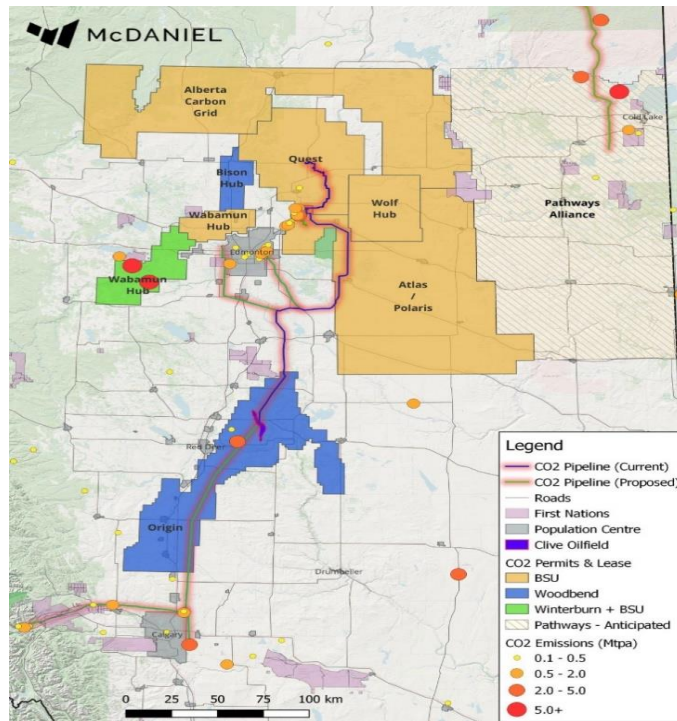 McDANIEL
Alberta
Carbon
Grid
Cold Lake
Quest
Bison
Hub
Wolf
Hub
Pathways
Alliance
Wabamun
Hub
Edmonton
Wabamun
Hub
Atlas
/
Polaris
Red Deer
Origin
Drumheller
Calgary
0 25 50 75 100 km
Legend
CO2 Pipeline (Current)
CO2 Pipeline (Proposed)
Roads
First Nations
Population Centre
Clive Oilfield
CO2 Permits & Lease
BSU
Woodbend
Winterburn + BSU
Pathways - Anticipated
CO2 Emissions (Mtpa)
0.1 - 0.5
0.5 - 2.0
2.0 - 5.0
5.0+